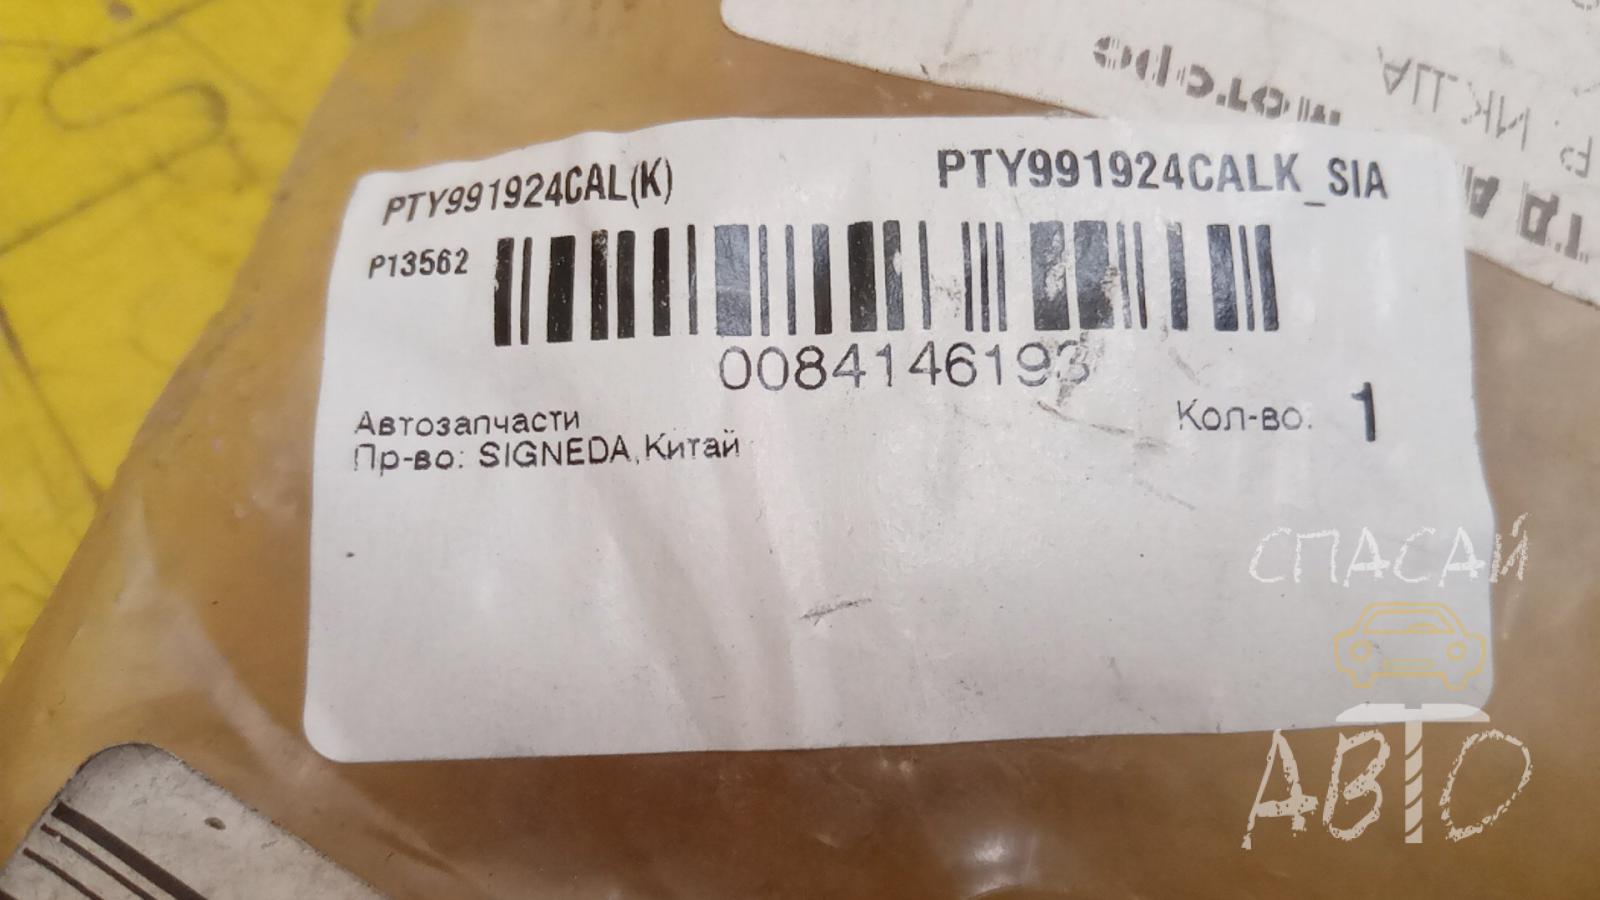 PTY991924CAL(K) PTY991924CALK_SIA
P13562
0084146193
Автозапчасти
Пр-во: SIGNEDA,Китай
Кол-во: 1
СПАСАЙ
АВТО